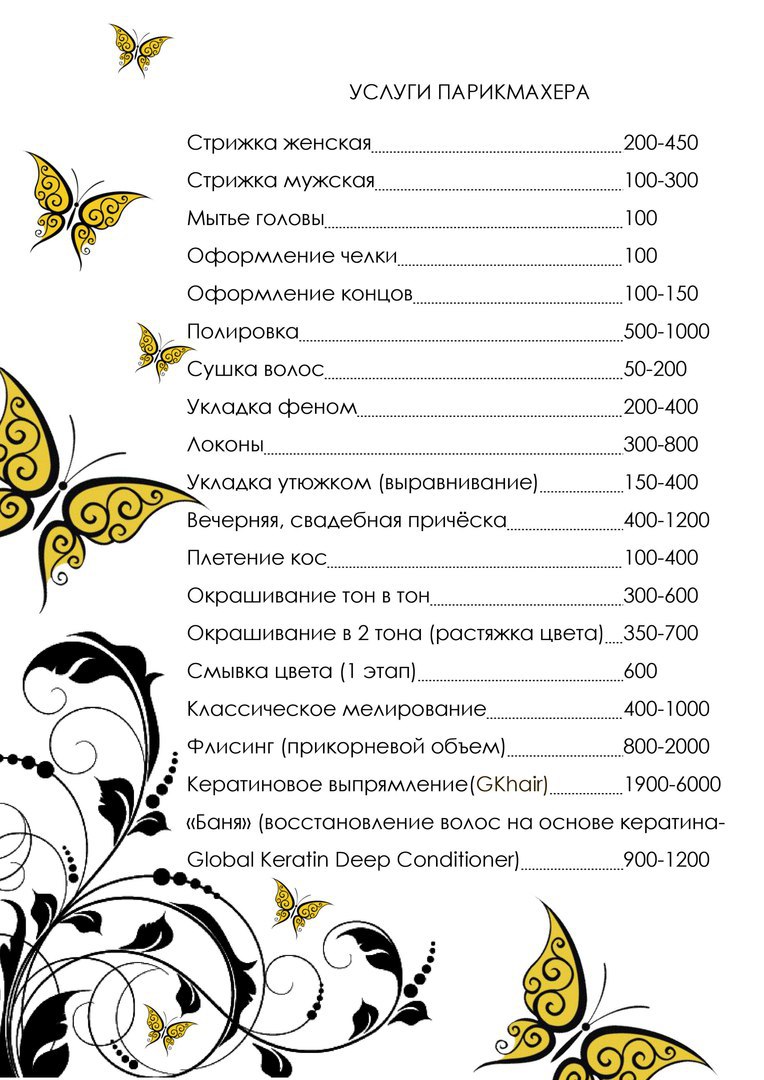 УСЛУГИ ПАРИКМАХЕРА
Стрижка женская 200-450
Стрижка мужская 100-300
Мытье головы 100
Оформление челки 100
Оформление концов 100-150
Полировка 500-1000
Сушка волос 50-200
Укладка феном 200-400
Локоны 300-800
Укладка утюжком (выравнивание) 150-400
Вечерняя, свадебная причёска 400-1200
Плетение кос 100-400
Окрашивание тон в тон 300-600
Окрашивание в 2 тона (растяжка цвета) 350-700
Смывка цвета (1 этап) 600
Классическое мелирование 400-1000
Флисинг (прикорневой объем) 800-2000
Кератиновое выпрямление(GKhair) 1900-6000
«Баня» (восстановление волос на основе кератина-
Global Keratin Deep Conditioner) 900-1200